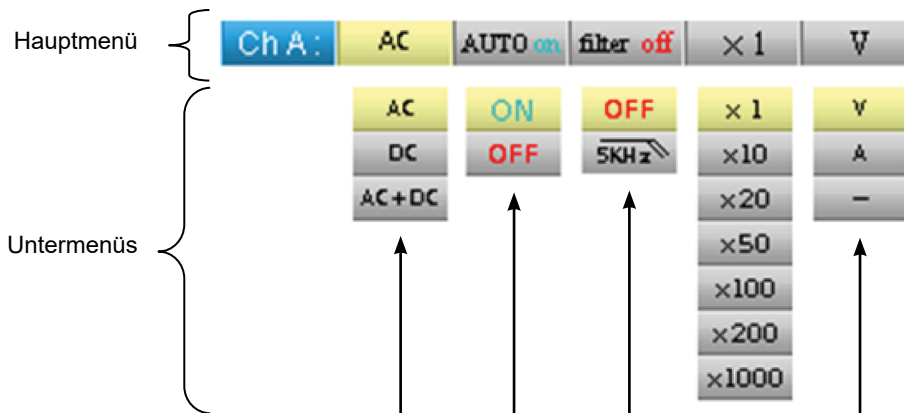 Hauptmenü
Ch A: AC AUTO on filter off ×1 V
Untermenüs
AC ON OFF ×1 V
DC OFF 5KHz ×10 A
AC+DC ×20 –
×50
×100
×200
×1000